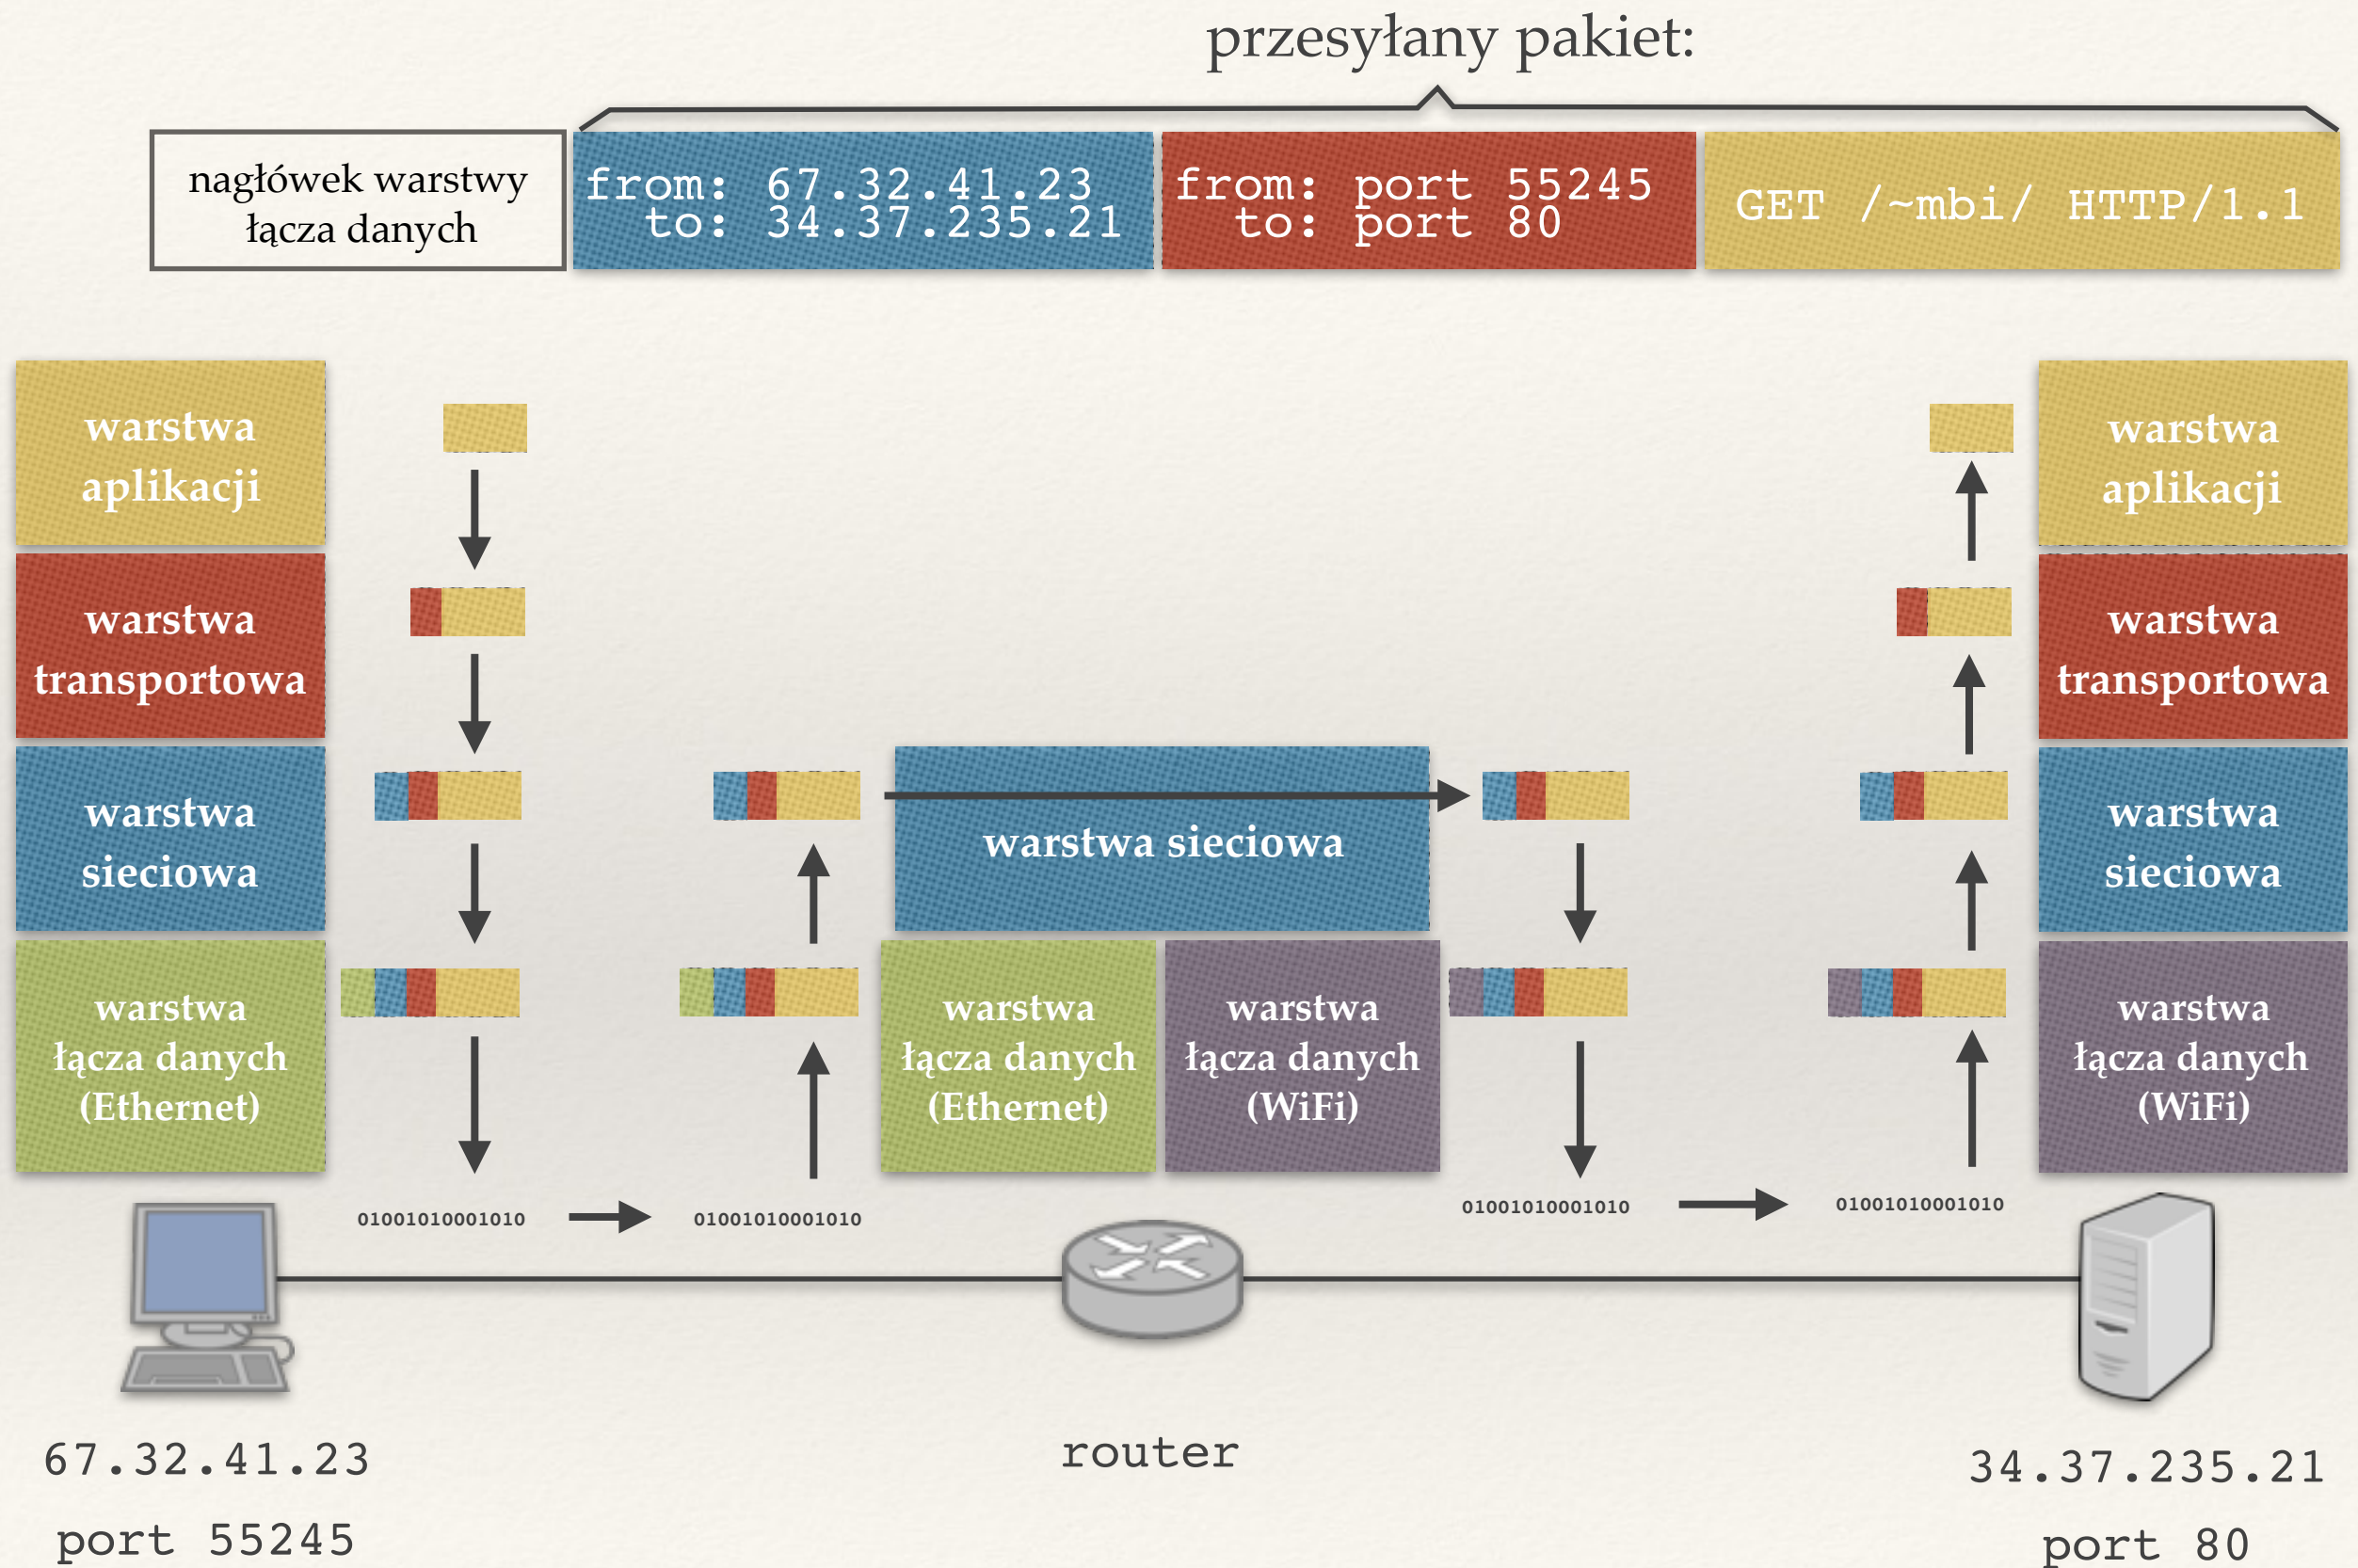 przesyłany pakiet:
nagłówek warstwy
łącza danych
from: 67.32.41.23
to: 34.37.235.21
from: port 55245
to: port 80
GET /~mbi/ HTTP/1.1
warstwa
aplikacji
warstwa
transportowa
warstwa
sieciowa
warstwa
łącza danych
(Ethernet)
warstwa sieciowa
warstwa
łącza danych
(Ethernet)
warstwa
łącza danych
(WiFi)
warstwa
aplikacji
warstwa
transportowa
warstwa
sieciowa
warstwa
łącza danych
(WiFi)
01001010001010
01001010001010
01001010001010
01001010001010
67.32.41.23
port 55245
router
34.37.235.21
port 80